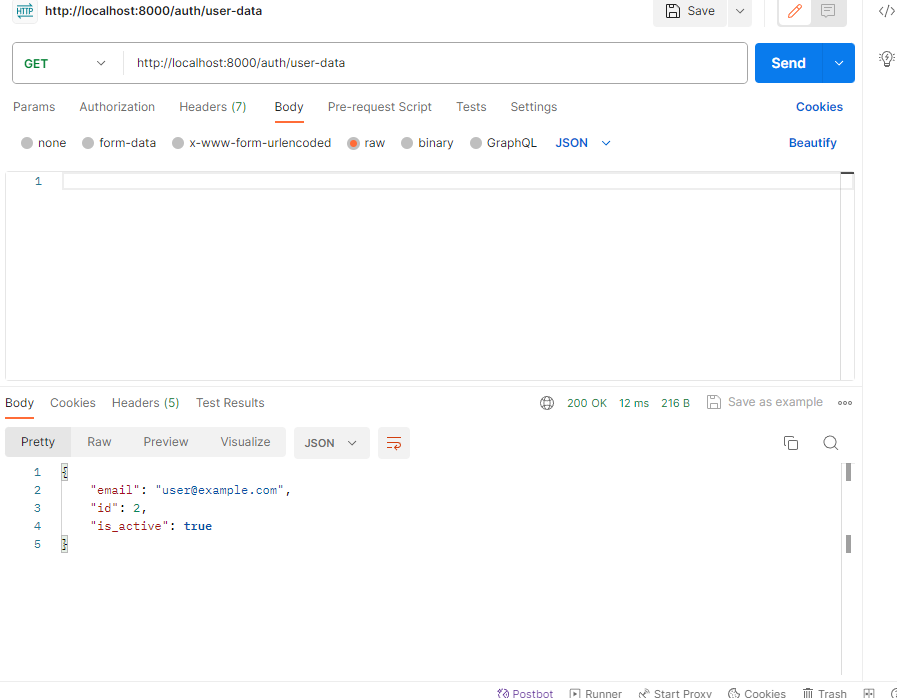 HTTP http://localhost:8000/auth/user-data Save
GET http://localhost:8000/auth/user-data Send
Params Authorization Headers (7) Body Pre-request Script Tests Settings Cookies
none form-data x-www-form-urlencoded raw binary GraphQL JSON Beautify
1
Body Cookies Headers (5) Test Results 200 OK 12 ms 216 B Save as example
Pretty Raw Preview Visualize JSON
1 {
2 "email": "user@example.com",
3 "id": 2,
4 "is_active": true
5 }
Postbot Runner Start Proxy Cookies Trash